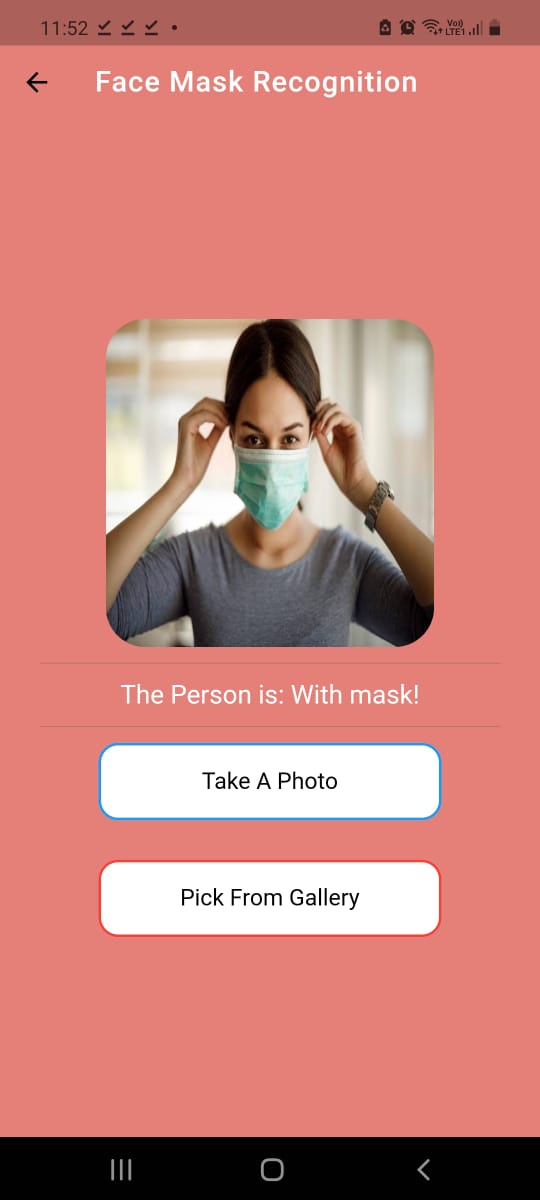 11:52
Vo)) LTE1
Face Mask Recognition
The Person is: With mask!
Take A Photo
Pick From Gallery